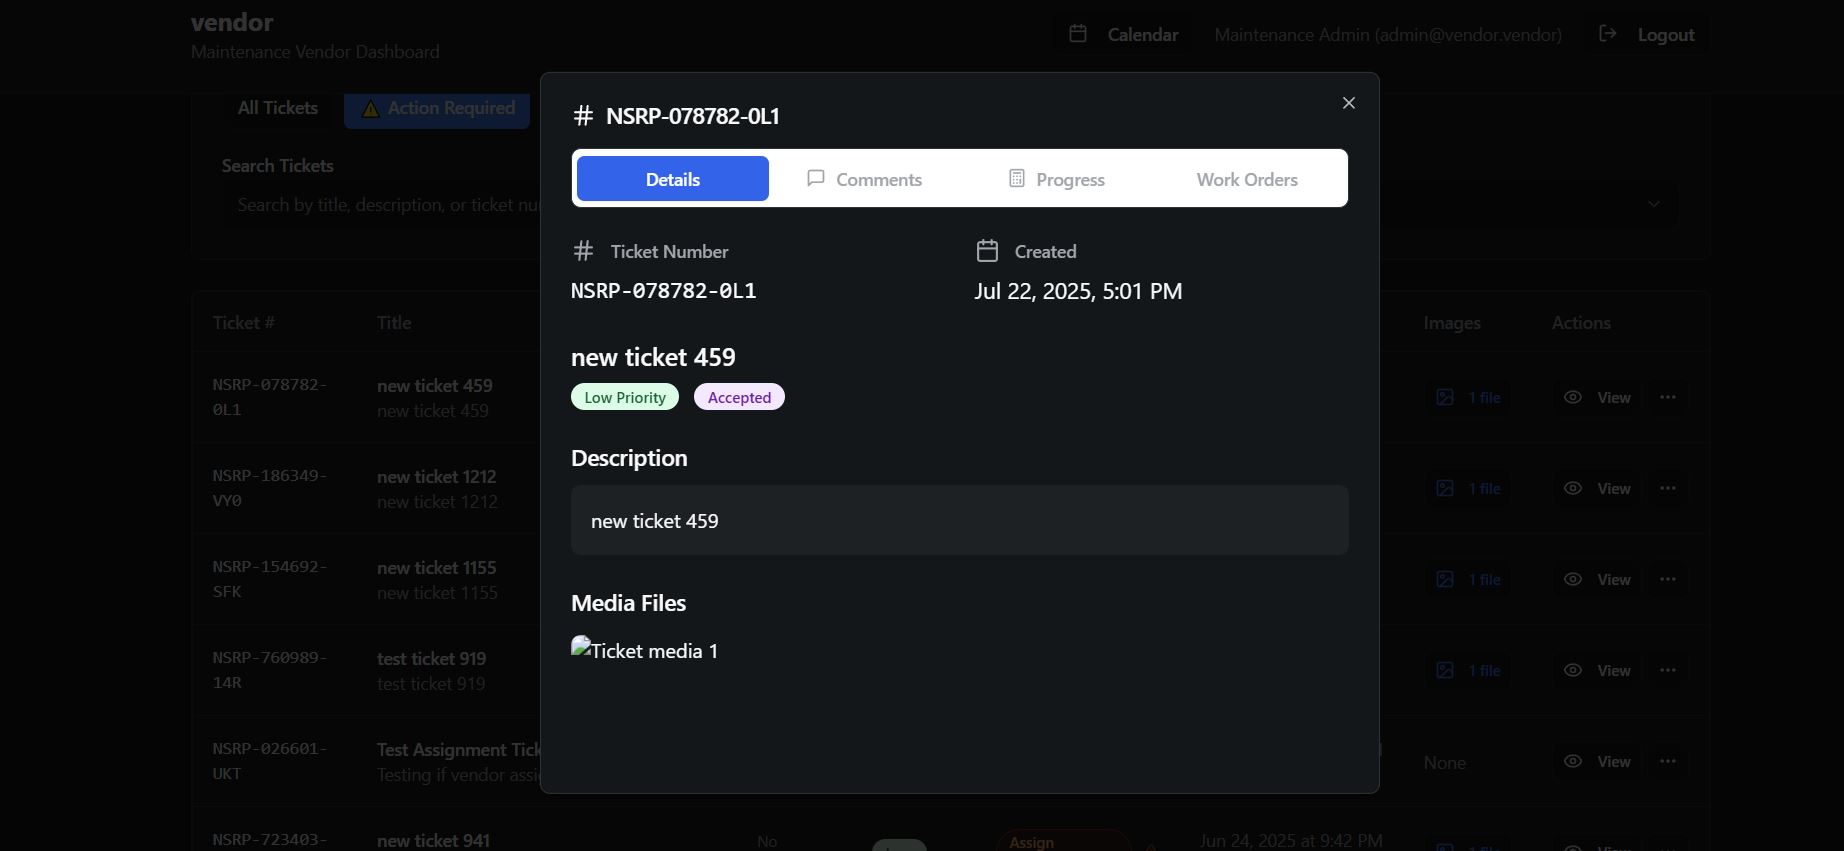 vendor
Maintenance Vendor Dashboard
Calendar
Maintenance Admin (admin@vendor.vendor)
Logout
All Tickets
Action Required
Search Tickets
Search by title, description, or ticket
NSRP-078782-0L1
Details
Comments
Progress
Work Orders
Ticket Number
Created
NSRP-078782-0L1
Jul 22, 2025, 5:01 PM
new ticket 459
Low Priority
Accepted
Description
new ticket 459
Media Files
Ticket media 1
Ticket #
Title
Images
Actions
NSRP-078782-
0L1
new ticket 459
new ticket 459
1 file
View
NSRP-186349-
VY0
new ticket 1212
new ticket 1212
1 file
View
NSRP-154692-
SFK
new ticket 1155
new ticket 1155
1 file
View
NSRP-760989-
14R
test ticket 919
test ticket 919
1 file
View
NSRP-026601-
UKT
Test Assignment
Testing if vendor
None
View
NSRP-723403-
new ticket 941
No
Assign
Jun 24, 2025 at 9:42 PM
1 file
View